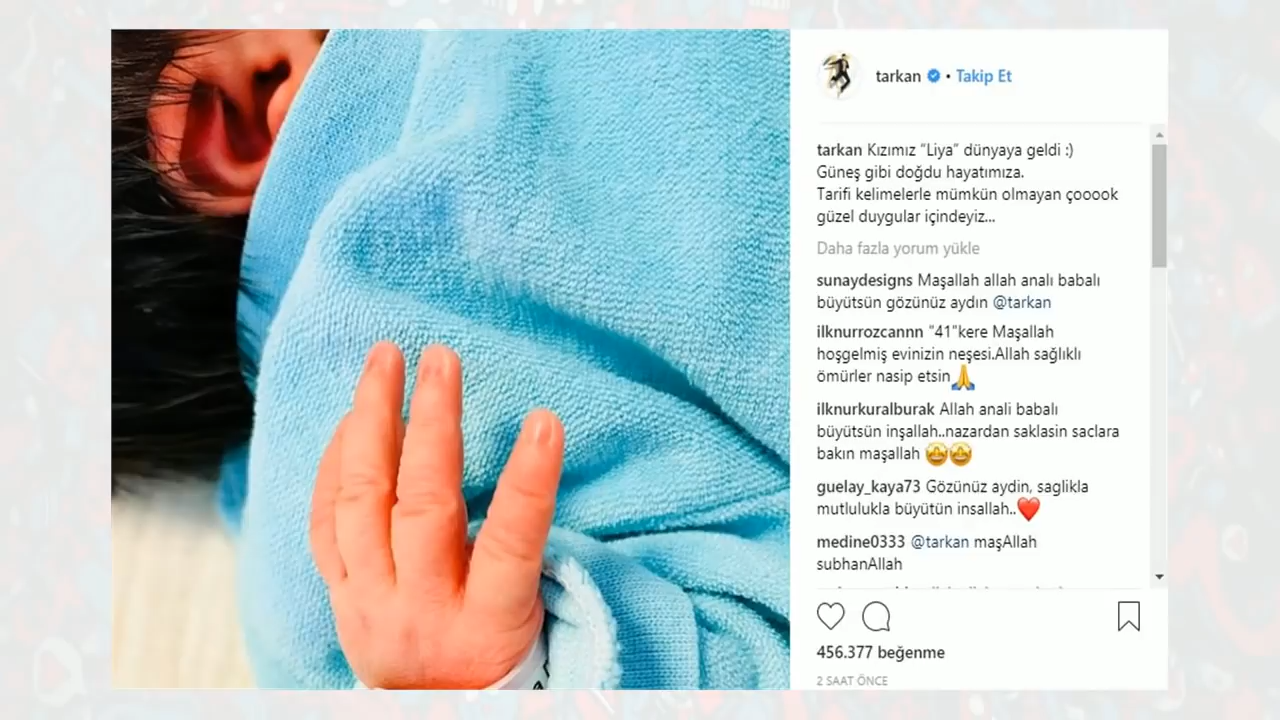 tarkan • Takip Et
tarkan Kızımız "Liya" dünyaya geldi :)
Güneş gibi doğdu hayatımıza.
Tarifi kelimelerle mümkün olmayan çooook
güzel duygular içindeyiz...
Daha fazla yorum yükle
sunaydesigns Maşallah allah analı babalı
büyütsün gözünüz aydın @tarkan
ilknurrozcannn "41"kere Maşallah
hoşgelmiş evinizin neşesi.Allah sağlıklı
ömürler nasip etsin🙏
ilknurkuralburak Allah anali babalı
büyütsün inşallah..nazardan saklasin saclara
bakın maşallah 🤩🤩
guelay_kaya73 Gözünüz aydin, saglikla
mutlulukla büyütün insallah..❤️
medine0333 @tarkan maşAllah
subhanAllah
456.377 beğenme
2 SAAT ÖNCE